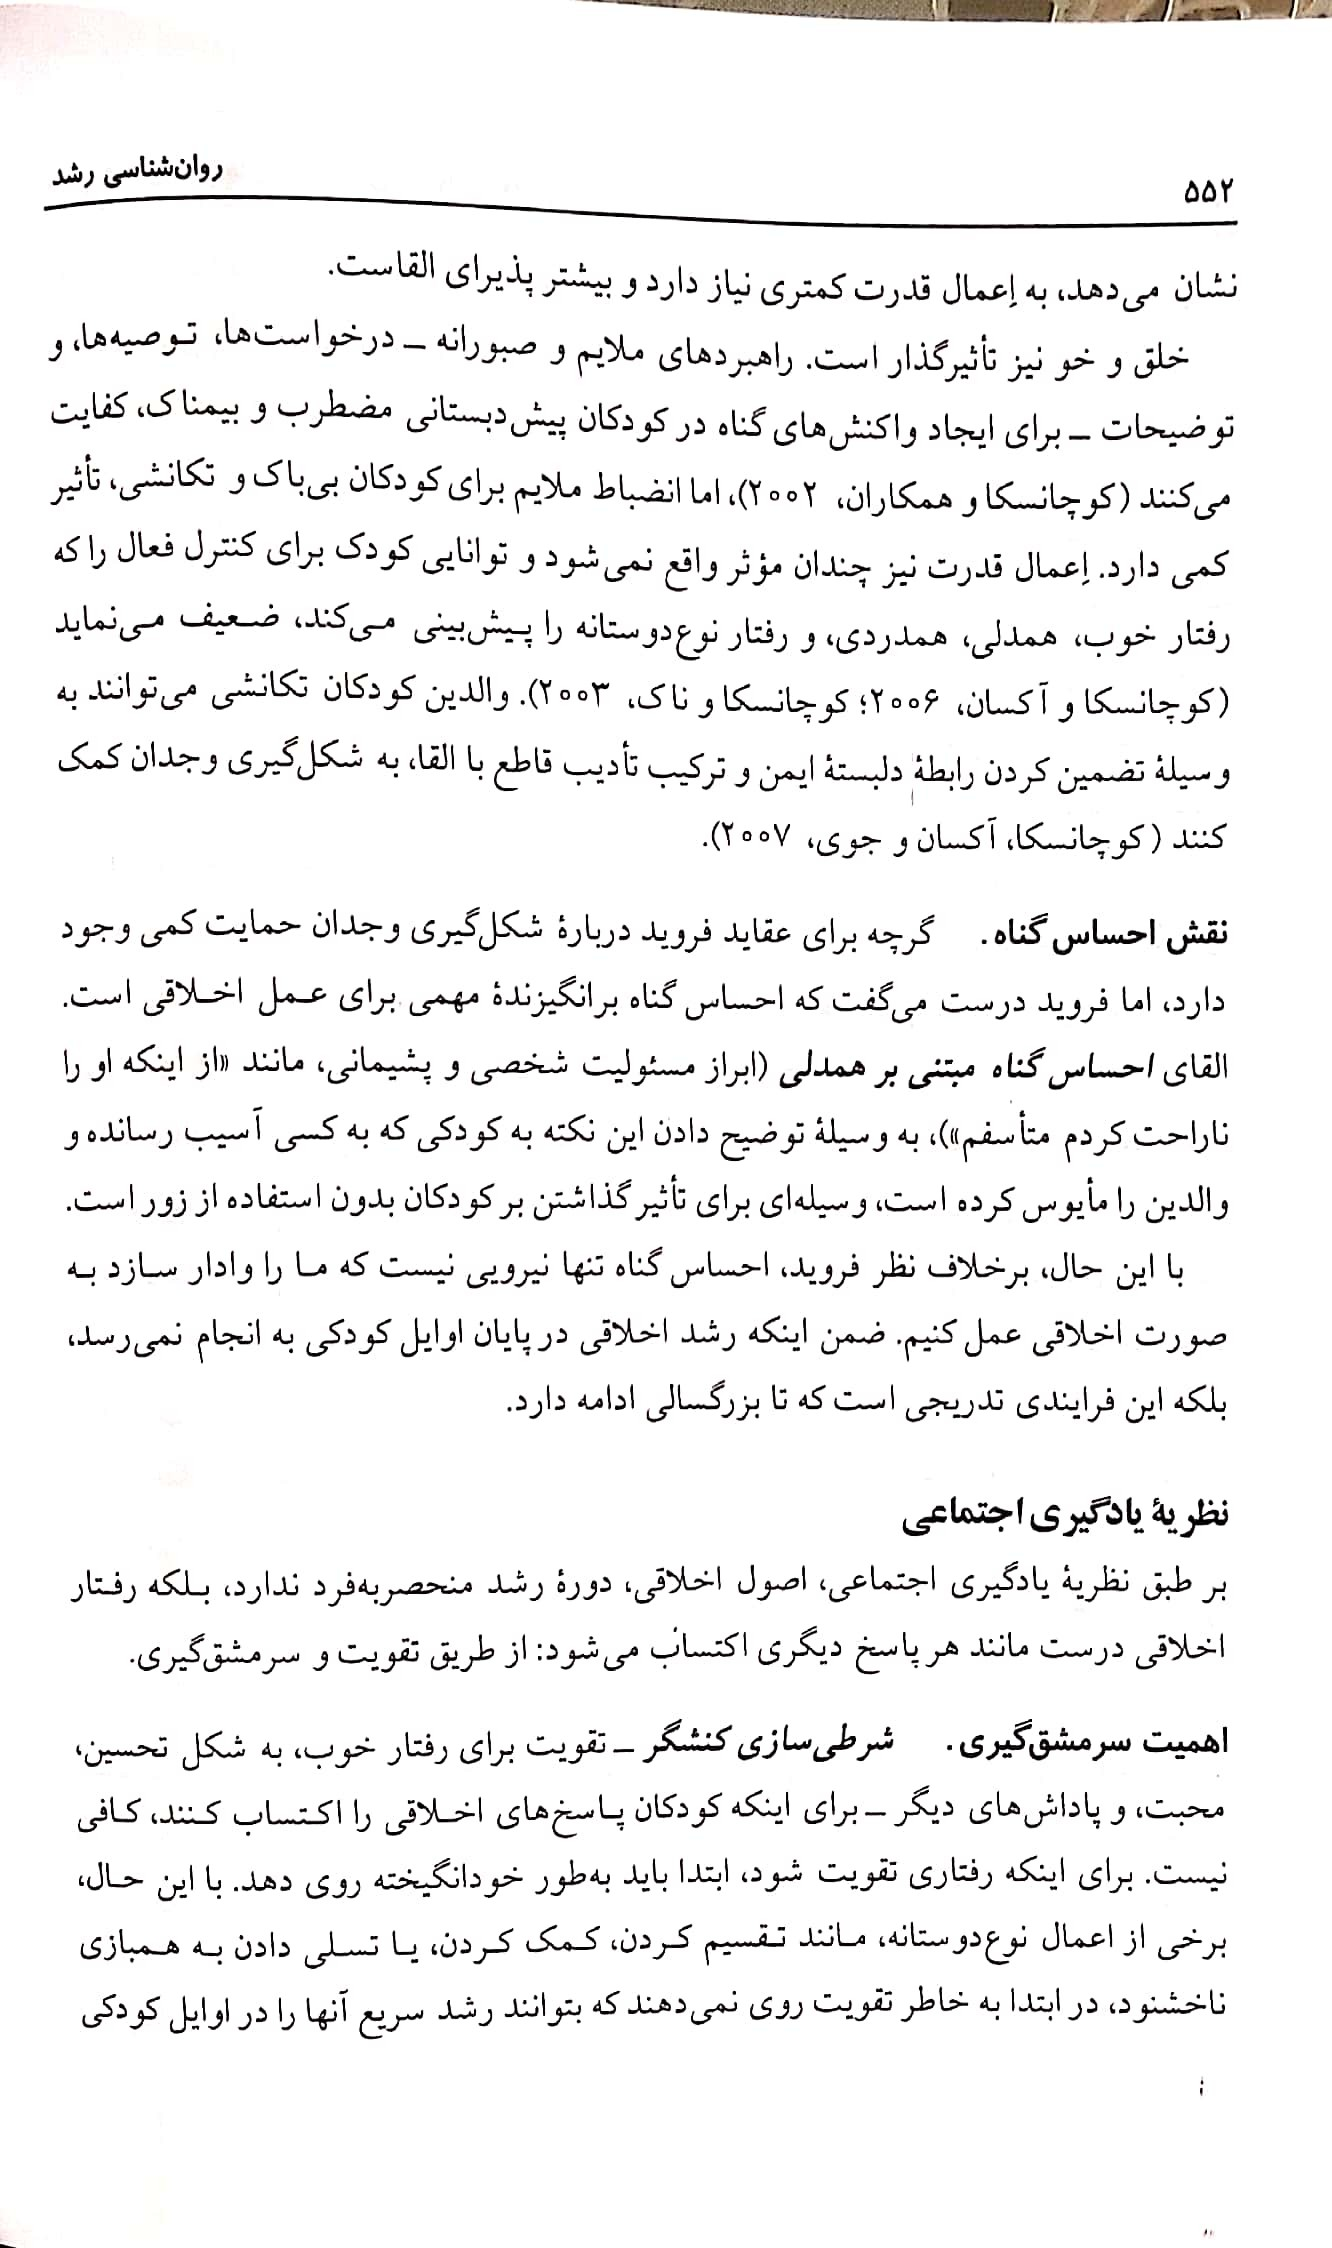 ۵۵۲
روان‌شناسی رشد
نشان می‌دهد، به اِعمال قدرت کمتری نیاز دارد و بیشتر پذیرای القاست.
خلق و خو نیز تأثیرگذار است. راهبردهای ملایم و صبورانه ـ درخواست‌ها، توصیه‌ها، و
توضیحات ـ برای ایجاد واکنش‌های گناه در کودکان پیش‌دبستانی مضطرب و بیمناک، کفایت
می‌کنند (کوچانسکا و همکاران، ۲۰۰۲)، اما انضباط ملایم برای کودکان بی‌باک و تکانشی، تأثیر
کمی دارد. اِعمال قدرت نیز چندان مؤثر واقع نمی‌شود و توانایی کودک برای کنترل فعال را که
رفتار خوب، همدلی، همدردی، و رفتار نوع‌دوستانه را پیش‌بینی می‌کند، ضعیف می‌نماید
(کوچانسکا و آکسان، ۲۰۰۶؛ کوچانسکا و ناک، ۲۰۰۳). والدین کودکان تکانشی می‌توانند به
وسیلهٔ تضمین کردن رابطهٔ دلبستهٔ ایمن و ترکیب تأدیب قاطع با القا، به شکل‌گیری وجدان کمک
کنند (کوچانسکا، آکسان و جوی، ۲۰۰۷).
نقش احساس گناه. گرچه برای عقاید فروید دربارهٔ شکل‌گیری وجدان حمایت کمی وجود
دارد، اما فروید درست می‌گفت که احساس گناه برانگیزندهٔ مهمی برای عمل اخلاقی است.
القای احساس گناه مبتنی بر همدلی (ابراز مسئولیت شخصی و پشیمانی، مانند «از اینکه او را
ناراحت کردم متأسفم»)، به وسیلهٔ توضیح دادن این نکته به کودکی که به کسی آسیب رسانده و
والدین را مأیوس کرده است، وسیله‌ای برای تأثیر گذاشتن بر کودکان بدون استفاده از زور است.
با این حال، برخلاف نظر فروید، احساس گناه تنها نیرویی نیست که ما را وادار سازد به
صورت اخلاقی عمل کنیم. ضمن اینکه رشد اخلاقی در پایان اوایل کودکی به انجام نمی‌رسد،
بلکه این فرایندی تدریجی است که تا بزرگسالی ادامه دارد.
نظریهٔ یادگیری اجتماعی
بر طبق نظریهٔ یادگیری اجتماعی، اصول اخلاقی، دورهٔ رشد منحصربه‌فرد ندارد، بلکه رفتار
اخلاقی درست مانند هر پاسخ دیگری اکتساب می‌شود: از طریق تقویت و سرمشق‌گیری.
اهمیت سرمشق‌گیری. شرطی‌سازی کنشگر ـ تقویت برای رفتار خوب، به شکل تحسین،
محبت، و پاداش‌های دیگر ـ برای اینکه کودکان پاسخ‌های اخلاقی را اکتساب کنند، کافی
نیست. برای اینکه رفتاری تقویت شود، ابتدا باید به‌طور خودانگیخته روی دهد. با این حال،
برخی از اعمال نوع‌دوستانه، مانند تقسیم کردن، کمک کردن، یا تسلی دادن به همبازی
ناخشنود، در ابتدا به خاطر تقویت روی نمی‌دهند که بتوانند رشد سریع آنها را در اوایل کودکی